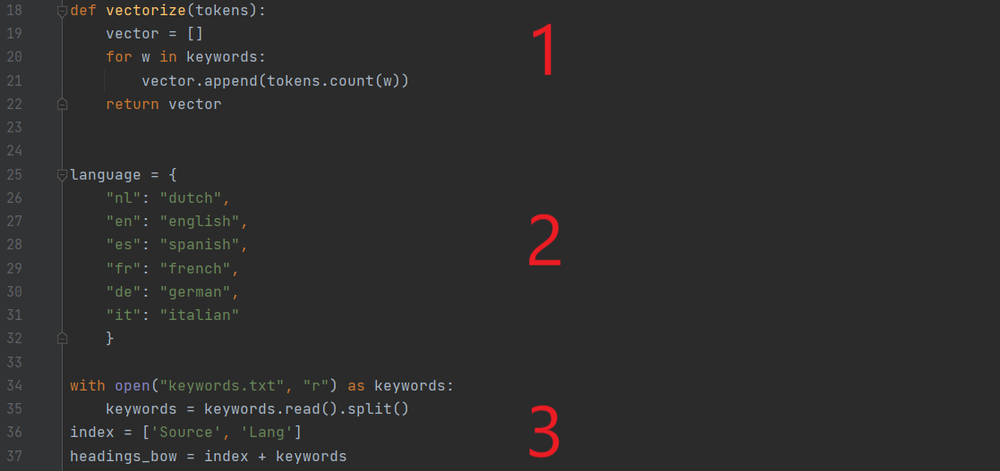 18 def vectorize(tokens):
19     vector = []
20     for w in keywords:
21         vector.append(tokens.count(w))
22     return vector
23
24
25 language = {
26     "nl": "dutch",
27     "en": "english",
28     "es": "spanish",
29     "fr": "french",
30     "de": "german",
31     "it": "italian"
32     }
33
34 with open("keywords.txt", "r") as keywords:
35     keywords = keywords.read().split()
36 index = ['Source', 'Lang']
37 headings_bow = index + keywords
1
2
3